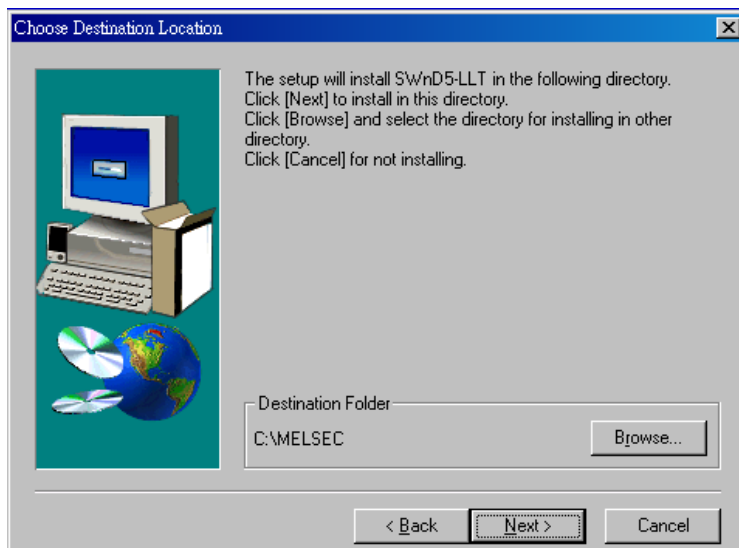 Choose Destination Location
The setup will install SWnD5-LLT in the following directory.
Click [Next] to install in this directory.
Click [Browse] and select the directory for installing in other
directory.
Click [Cancel] for not installing.
Destination Folder
C:\MELSEC
Browse...
< Back
Next >
Cancel